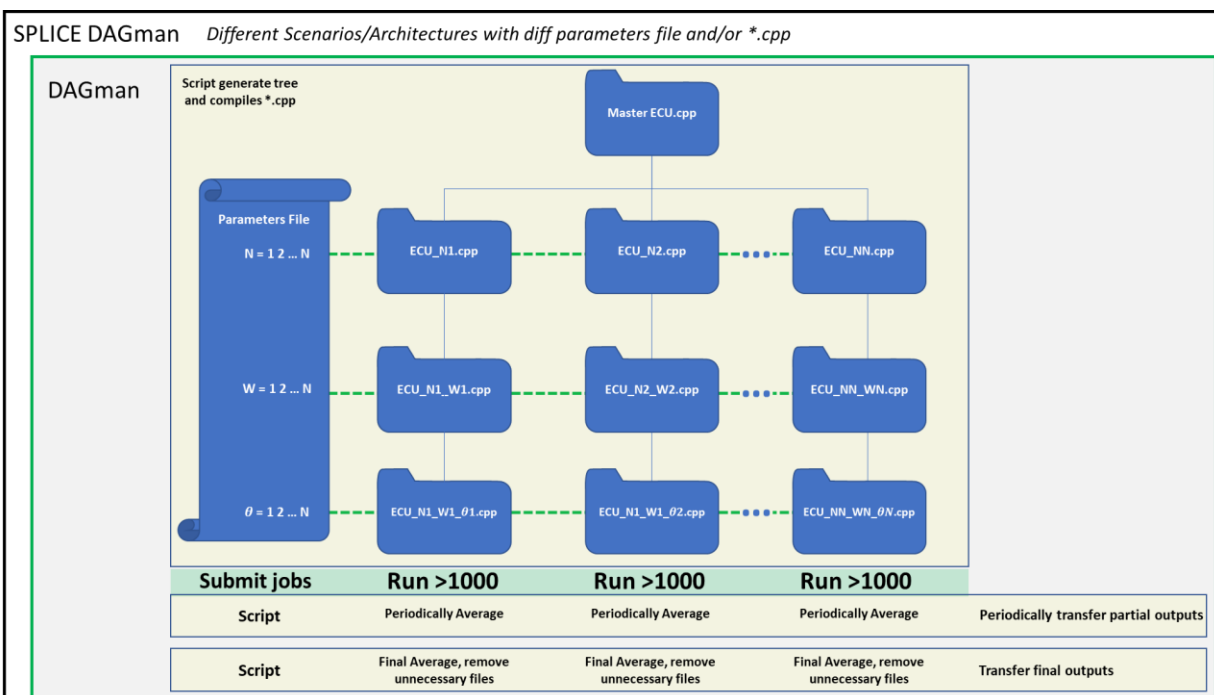 SPLICE DAGman Different Scenarios/Architectures with diff parameters file and/or *.cpp
DAGman
Script generate tree
and compiles *.cpp
Master ECU.cpp
Parameters File
N = 1 2 ... N
ECU_N1.cpp
ECU_N2.cpp
ECU_NN.cpp
W = 1 2 ... N
ECU_N1_W1.cpp
ECU_N2_W2.cpp
ECU_NN_WN.cpp
θ = 1 2 ... N
ECU_N1_W1_θ1.cpp
ECU_N1_W1_θ2.cpp
ECU_NN_WN_θN.cpp
Submit jobs
Run >1000
Run >1000
Run >1000
Script
Periodically Average
Periodically Average
Periodically Average
Periodically transfer partial outputs
Script
Final Average, remove
unnecessary files
Final Average, remove
unnecessary files
Final Average, remove
unnecessary files
Transfer final outputs